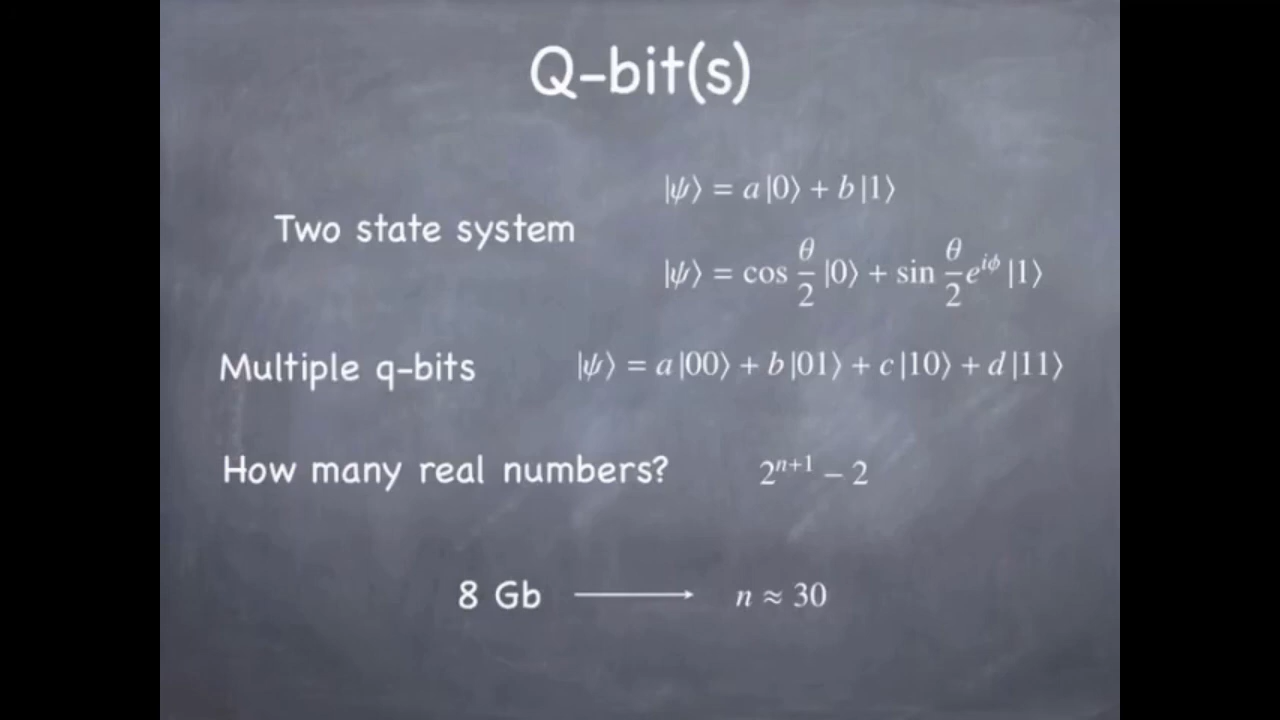 Q-bit(s)
|ψ⟩ = a|0⟩ + b|1⟩
Two state system
|ψ⟩ = cos θ/2 |0⟩ + sin θ/2 e^{iϕ} |1⟩
Multiple q-bits |ψ⟩ = a|00⟩ + b|01⟩ + c|10⟩ + d|11⟩
How many real numbers? 2^{n+1} – 2
8 Gb ⟶ n ≈ 30